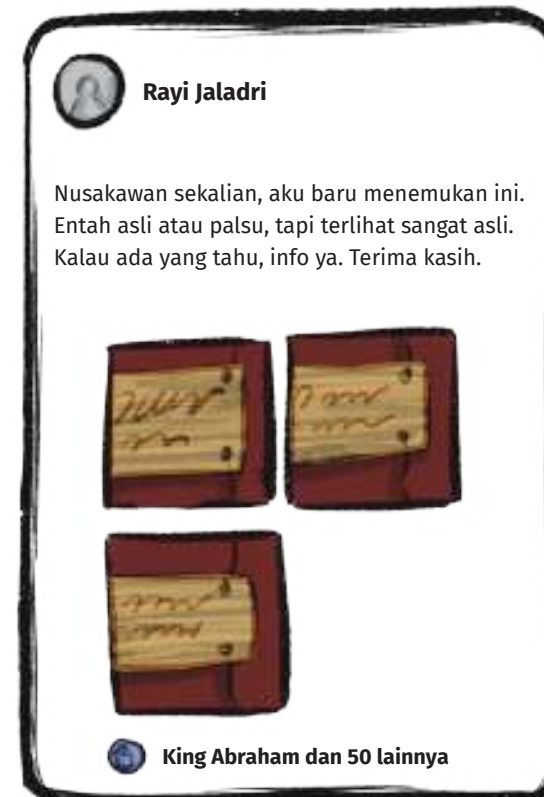 Rayi Jaladri
Nusakawan sekalian, aku baru menemukan ini.
Entah asli atau palsu, tapi terlihat sangat asli.
Kalau ada yang tahu, info ya. Terima kasih.
King Abraham dan 50 lainnya